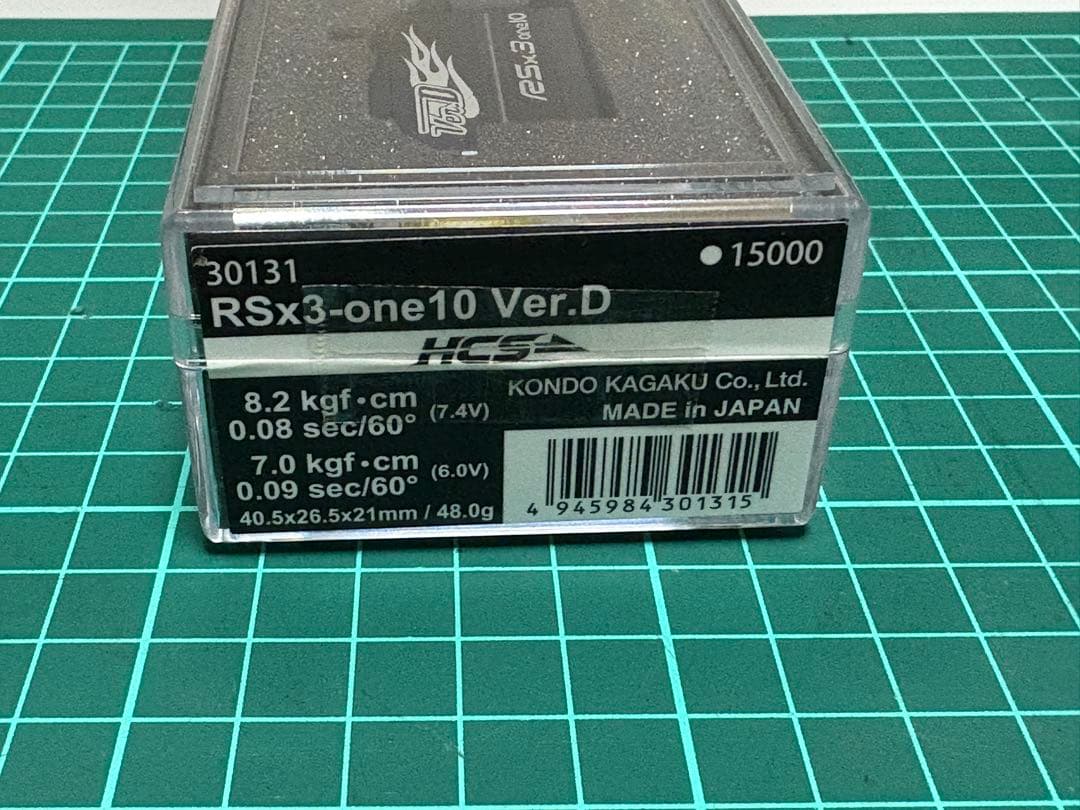 Ver.D
RSx3 one10
30131
● 15000
RSx3-one10 Ver.D
HCS
8.2 kgf・cm
0.08 sec/60° (7.4V)
7.0 kgf・cm
0.09 sec/60° (6.0V)
40.5x26.5x21mm / 48.0g
KONDO KAGAKU Co., Ltd.
MADE in JAPAN
4 945984 301315